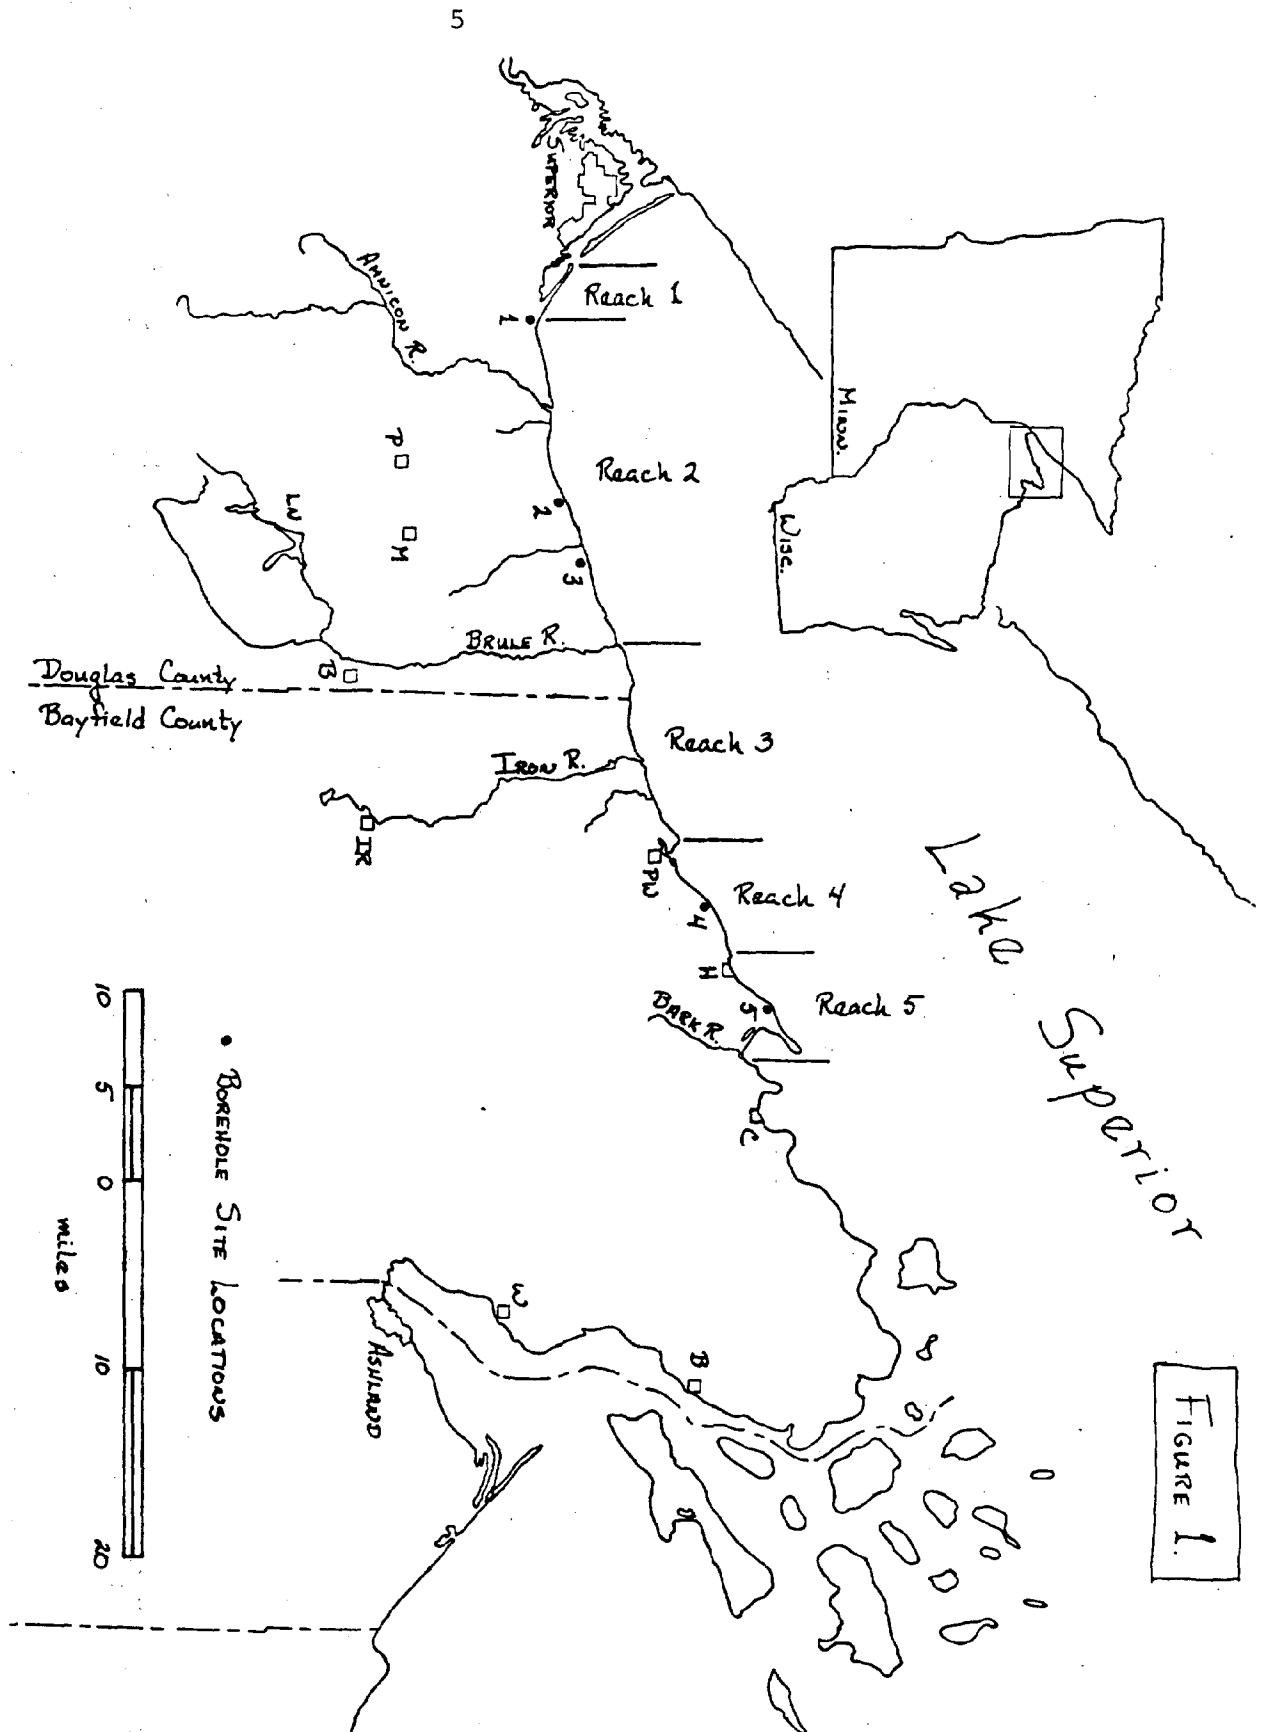 5
SUPERIOR
Reach 1
1
AMNICON R.
MINN.
WISC.
P
Reach 2
2
LN
M
3
BRULE R.
B
Douglas County
Bayfield County
Reach 3
IRON R.
IR
PW
Reach 4
4
H
Reach 5
5
BARK R.
C
Lake Superior
W
B
ASHLAND
FIGURE 1.
• BOREHOLE SITE LOCATIONS
10 5 0 10 20
miles